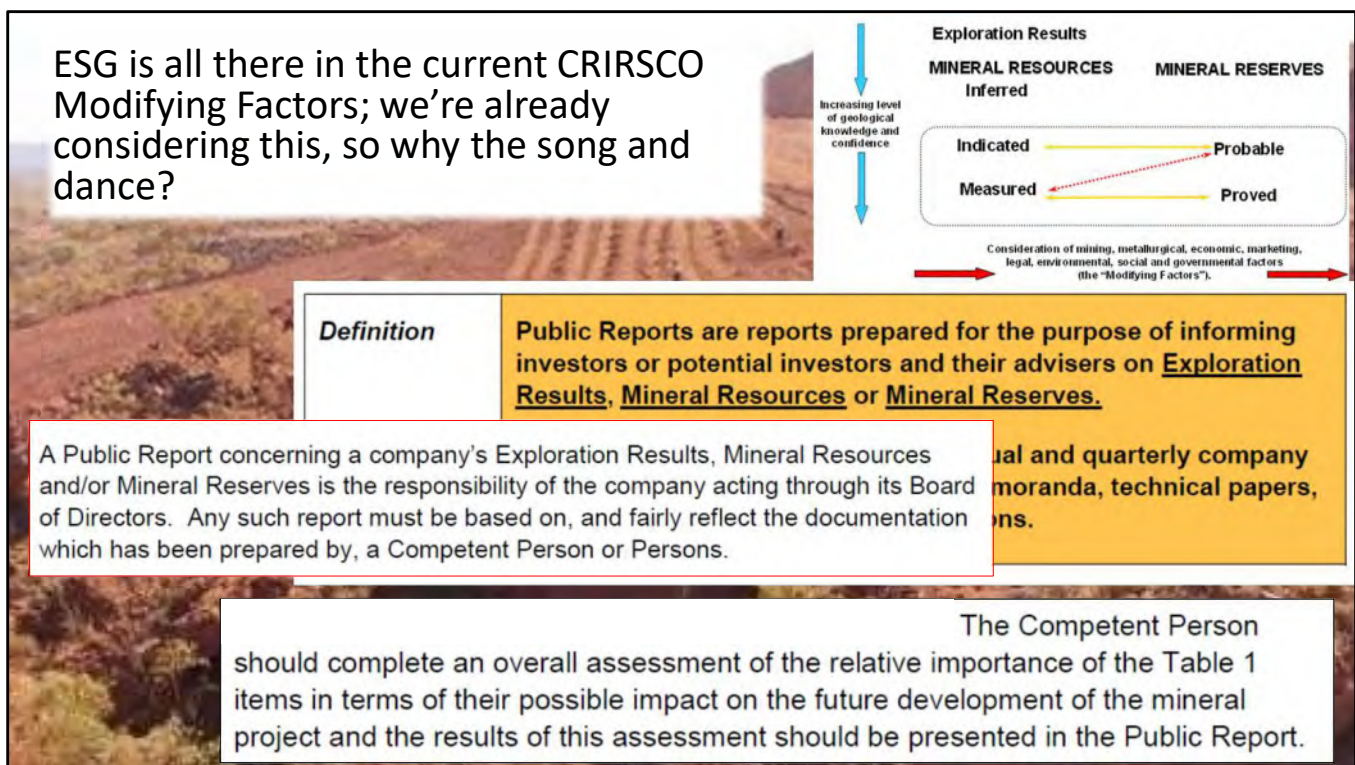 ESG is all there in the current CRIRSCO
Modifying Factors; we're already
considering this, so why the song and
dance?
Exploration Results
MINERAL RESOURCES MINERAL RESERVES
Inferred
Increasing level
of geological
knowledge and
confidence
Indicated Probable
Measured Proved
Consideration of mining, metallurgical, economic, marketing,
legal, environmental, social and governmental factors
(the "Modifying Factors").
Definition
Public Reports are reports prepared for the purpose of informing
investors or potential investors and their advisers on Exploration
Results, Mineral Resources or Mineral Reserves.
and quarterly company
technical papers,
A Public Report concerning a company's Exploration Results, Mineral Resources
and/or Mineral Reserves is the responsibility of the company acting through its Board
of Directors. Any such report must be based on, and fairly reflect the documentation
which has been prepared by, a Competent Person or Persons.
The Competent Person
should complete an overall assessment of the relative importance of the Table 1
items in terms of their possible impact on the future development of the mineral
project and the results of this assessment should be presented in the Public Report.